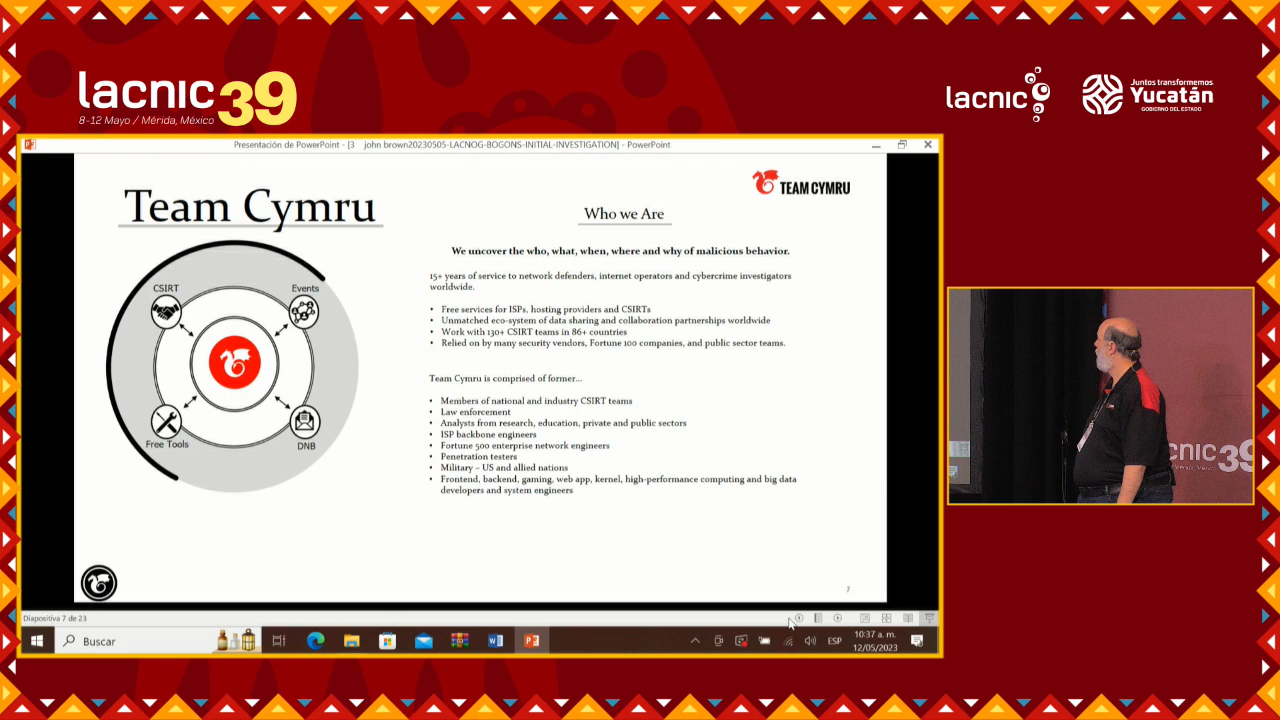 lacnic 39
8-12 Mayo / Mérida, México
lacnic
Juntos transformemos
Yucatán
GOBIERNO DEL ESTADO
Presentación de PowerPoint - [3 john brown20230505-LACNOG-BOGONS-INITIAL-INVESTIGATION] - PowerPoint
Team Cymru
TEAM CYMRU
Who we Are
We uncover the who, what, when, where and why of malicious behavior.
15+ years of service to network defenders, internet operators and cybercrime investigators
worldwide.
• Free services for ISPs, hosting providers and CSIRTs
• Unmatched eco-system of data sharing and collaboration partnerships worldwide
• Work with 130+ CSIRT teams in 86+ countries
• Relied on by many security vendors, Fortune 100 companies, and public sector teams.
Team Cymru is comprised of former...
• Members of national and industry CSIRT teams
• Law enforcement
• Analysts from research, education, private and public sectors
• ISP backbone engineers
• Fortune 500 enterprise network engineers
• Penetration testers
• Military – US and allied nations
• Frontend, backend, gaming, web app, kernel, high-performance computing and big data
developers and system engineers
CSIRT
Events
Free Tools
DNB
7
cnic 39
Diapositiva 7 de 23
Buscar
ESP
10:37 a. m.
12/05/2023